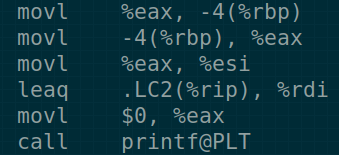 movl %eax, -4(%rbp)
movl -4(%rbp), %eax
movl %eax, %esi
leaq .LC2(%rip), %rdi
movl $0, %eax
call printf@PLT